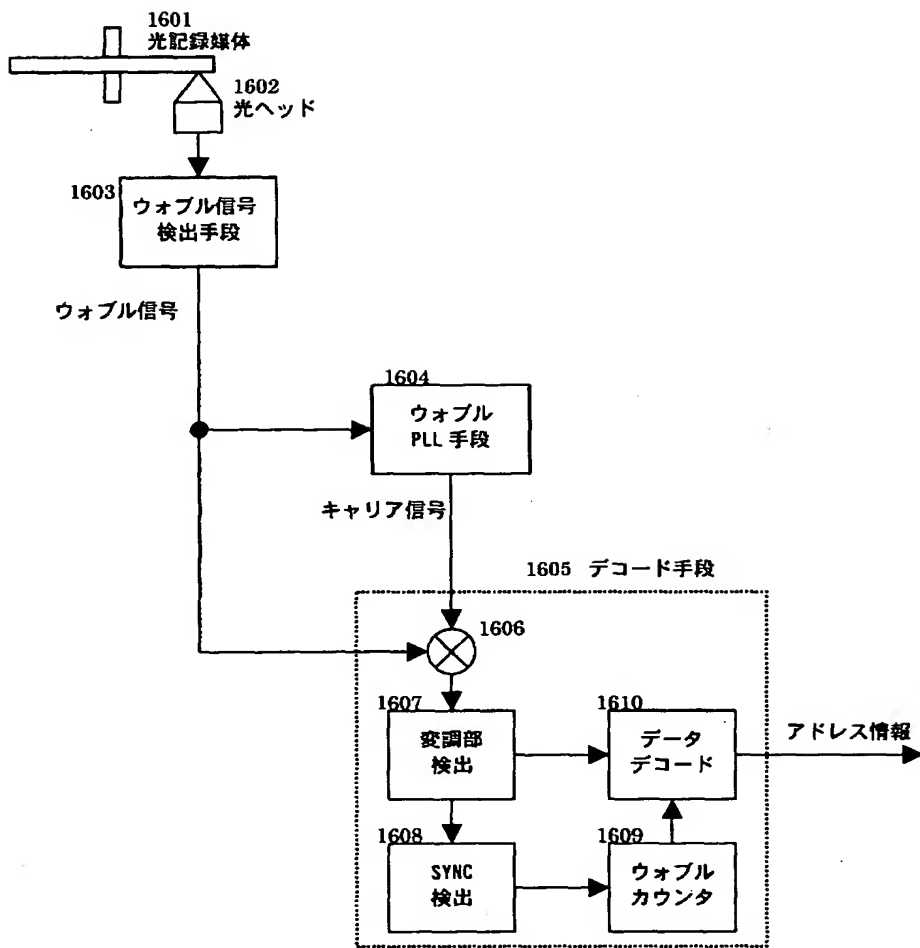 1601
光記録媒体
1602
光ヘッド
1603
ウォブル信号
検出手段
ウォブル信号
1604
ウォブル
PLL 手段
キャリア信号
1605 デコード手段
1606
1607
変調部
検出
1610
データ
デコード
アドレス情報
1608
SYNC
検出
1609
ウォブル
カウンタ